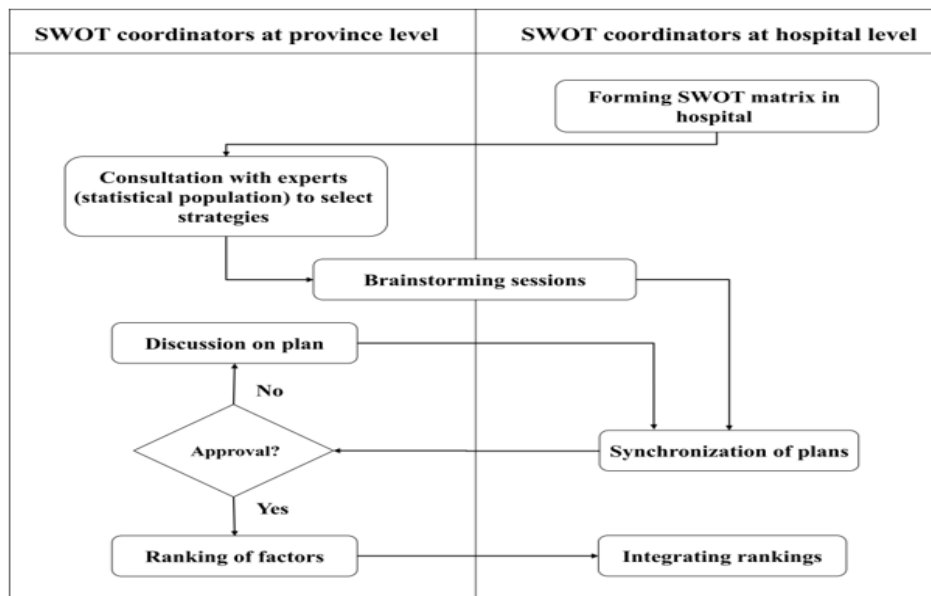 SWOT coordinators at province level
SWOT coordinators at hospital level
Forming SWOT matrix in
hospital
Consultation with experts
(statistical population) to select
strategies
Brainstorming sessions
Discussion on plan
No
Approval?
Synchronization of plans
Yes
Ranking of factors
Integrating rankings